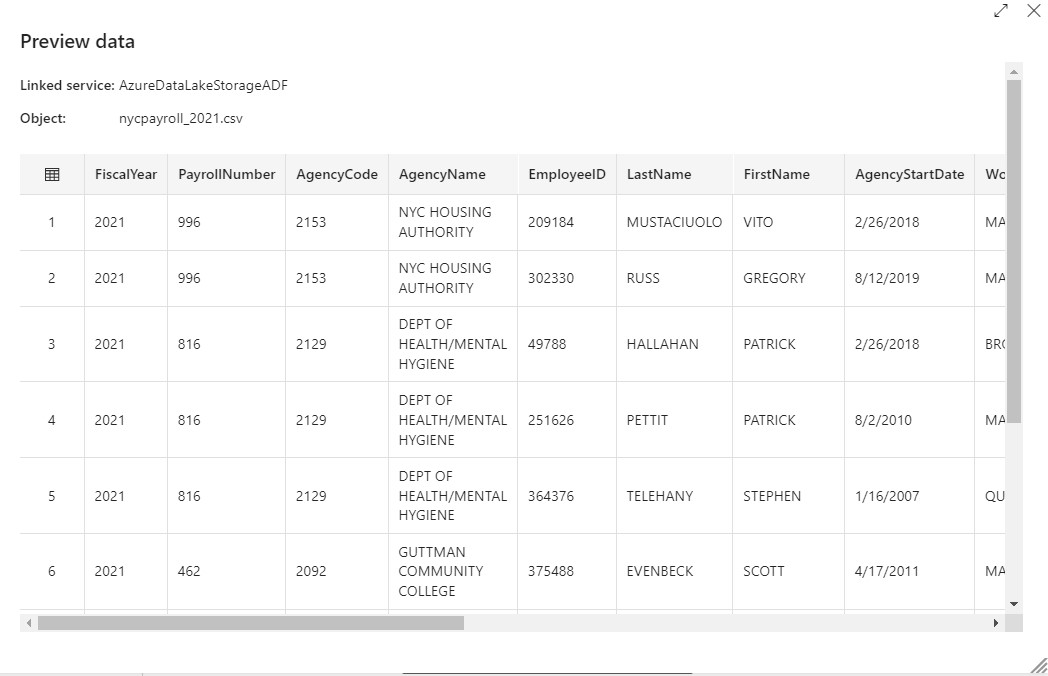 Preview data
Linked service: AzureDataLakeStorageADF
Object: nycpayroll_2021.csv
FiscalYear PayrollNumber AgencyCode AgencyName EmployeeID LastName FirstName AgencyStartDate Wo
1 2021 996 2153 NYC HOUSING AUTHORITY 209184 MUSTACIUOLO VITO 2/26/2018 MA
2 2021 996 2153 NYC HOUSING AUTHORITY 302330 RUSS GREGORY 8/12/2019 MA
3 2021 816 2129 DEPT OF HEALTH/MENTAL HYGIENE 49788 HALLAHAN PATRICK 2/26/2018 BRO
4 2021 816 2129 DEPT OF HEALTH/MENTAL HYGIENE 251626 PETTIT PATRICK 8/2/2010 MA
5 2021 816 2129 DEPT OF HEALTH/MENTAL HYGIENE 364376 TELEHANY STEPHEN 1/16/2007 QU
6 2021 462 2092 GUTTMAN COMMUNITY COLLEGE 375488 EVENBECK SCOTT 4/17/2011 MA